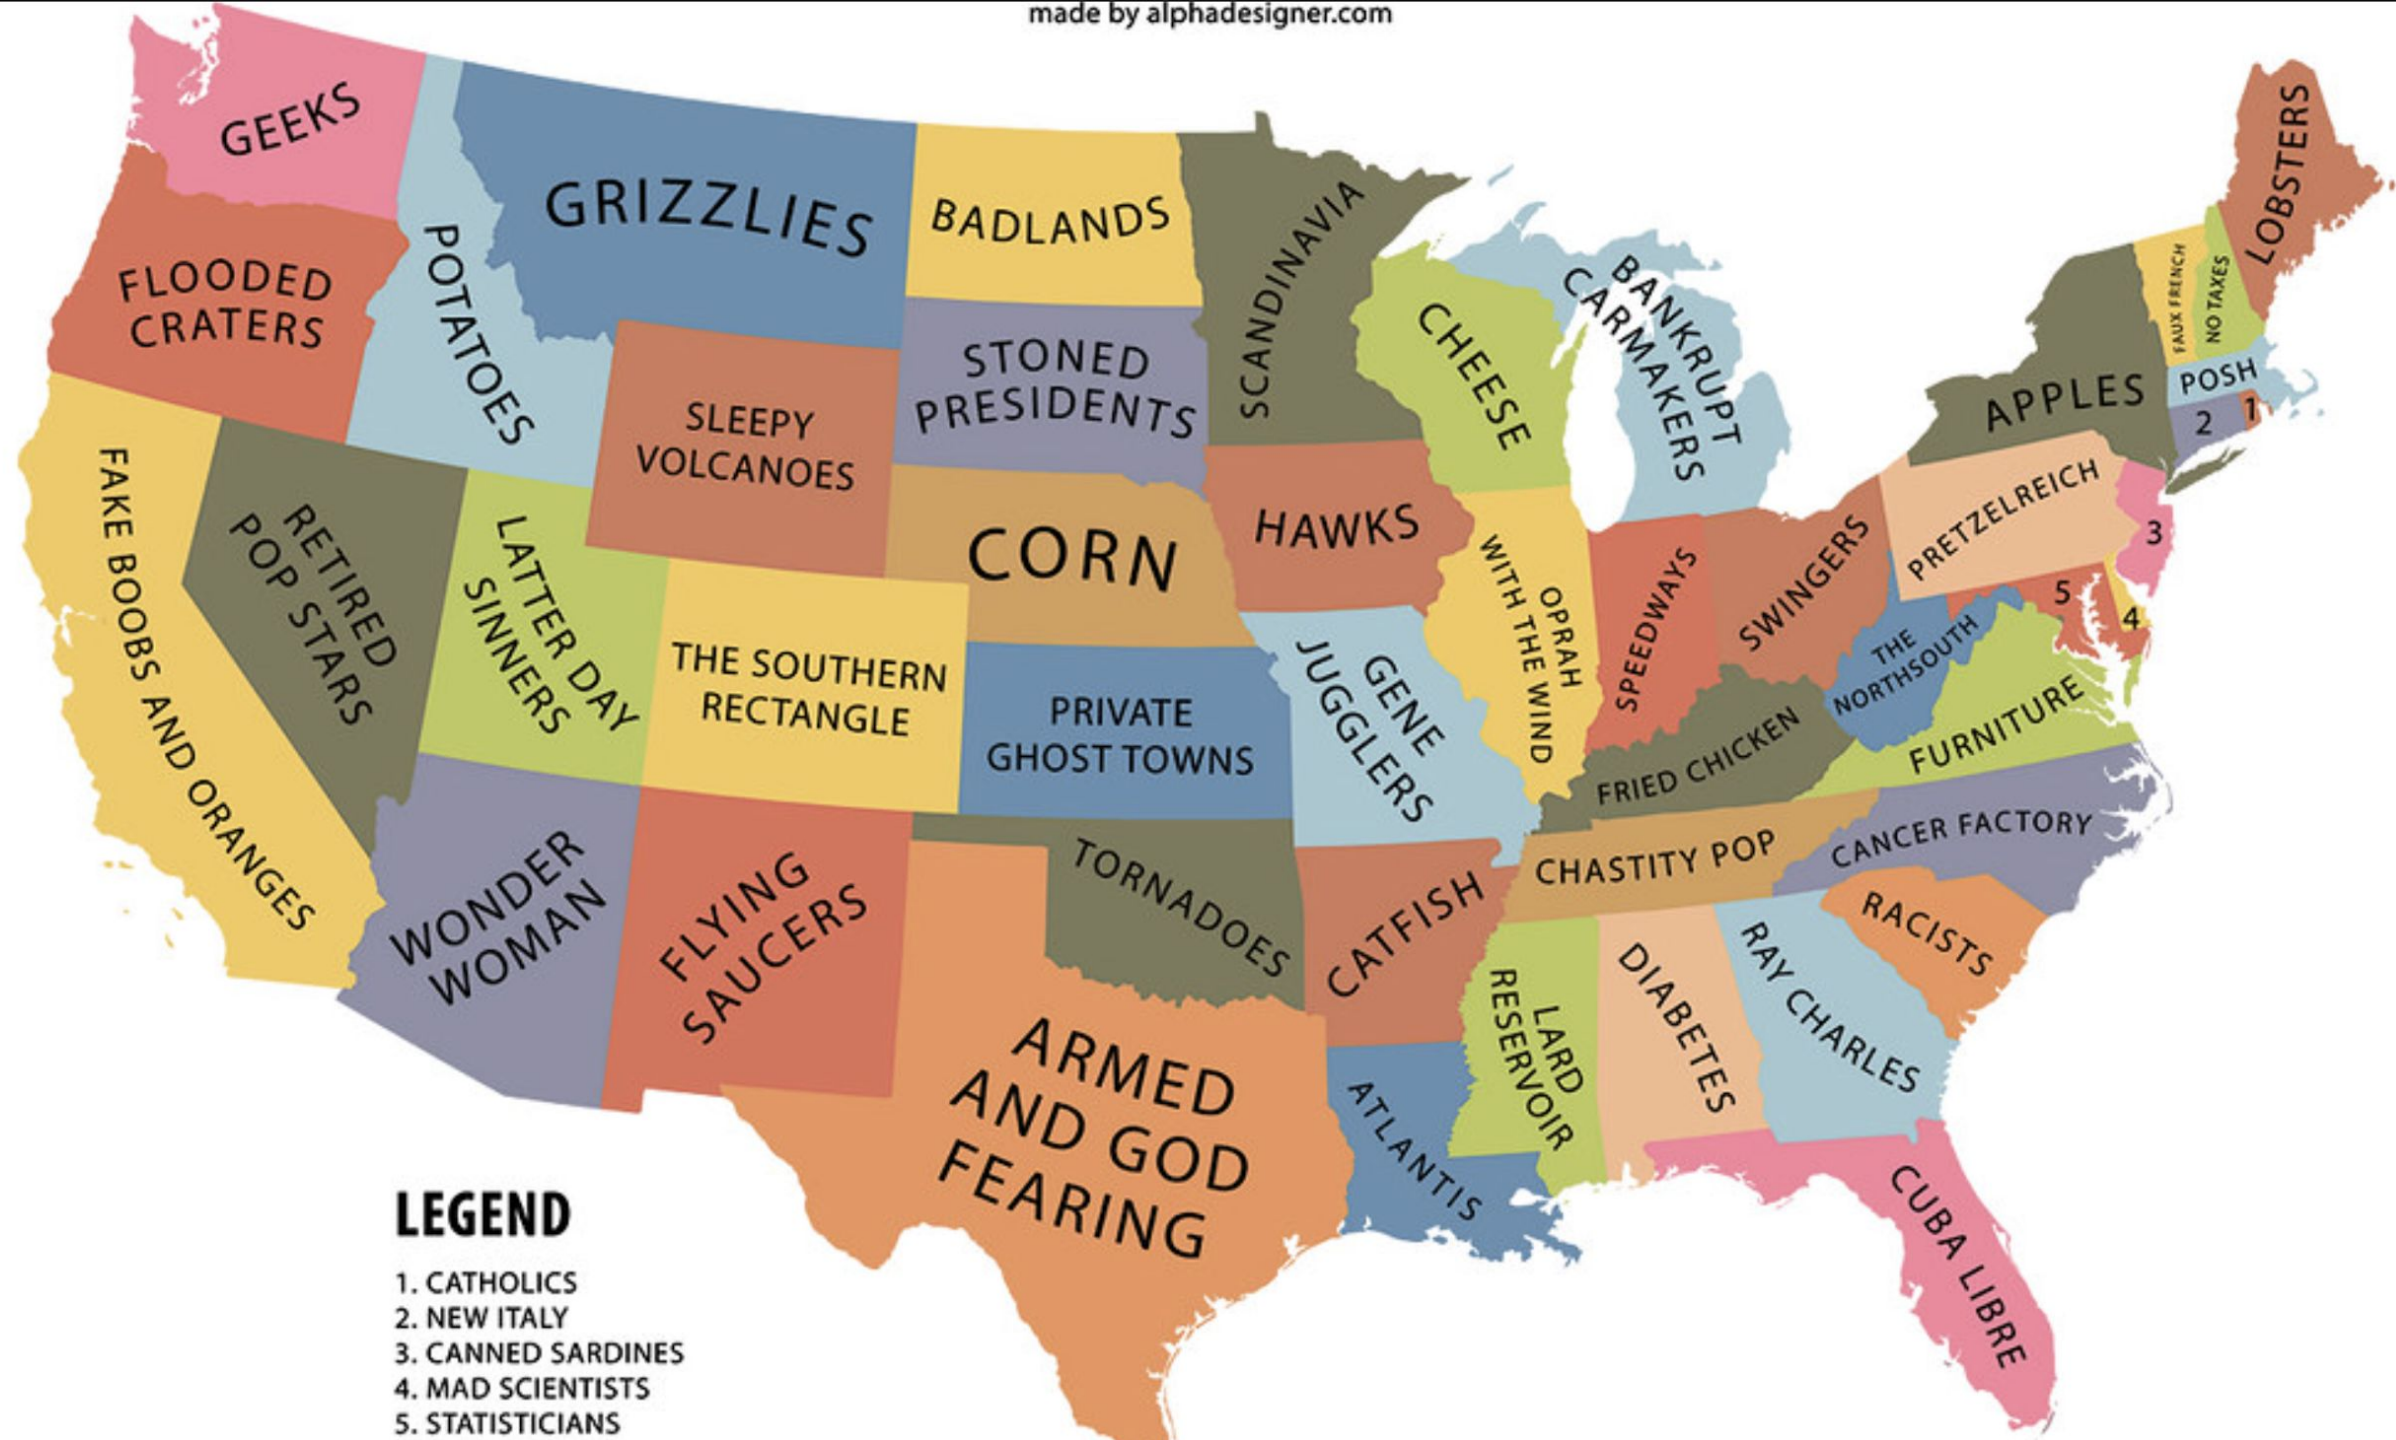 made by alphadesigner.com
GEEKS
FLOODED
CRATERS
POTATOES
GRIZZLIES
BADLANDS
SCANDINAVIA
CHEESE
BANKRUPT
CARMAKERS
LOBSTERS
FAUX FRENCH
NO TAXES
APPLES
POSH
2
1
FAKE BOOBS AND ORANGES
RETIRED
POP STARS
LATTER DAY
SINNERS
SLEEPY
VOLCANOES
STONED
PRESIDENTS
CORN
HAWKS
OPRAH
WITH THE WIND
SPEEDWAYS
SWINGERS
PRETZELREICH
3
5
4
THE SOUTHERN
RECTANGLE
PRIVATE
GHOST TOWNS
GENE
JUGGLERS
FRIED CHICKEN
THE
NORTHSOUTH
FURNITURE
WONDER
WOMAN
FLYING
SAUCERS
TORNADOES
CATFISH
CHASTITY POP
CANCER FACTORY
RACISTS
ARMED
AND GOD
FEARING
ATLANTIS
LARD
RESERVOIR
DIABETES
RAY CHARLES
CUBA LIBRE
LEGEND
1. CATHOLICS
2. NEW ITALY
3. CANNED SARDINES
4. MAD SCIENTISTS
5. STATISTICIANS